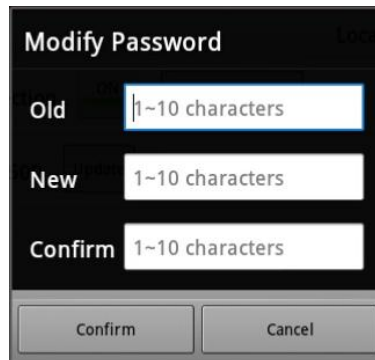 Modify Password
Old 1~10 characters
New 1~10 characters
Confirm 1~10 characters
Confirm Cancel